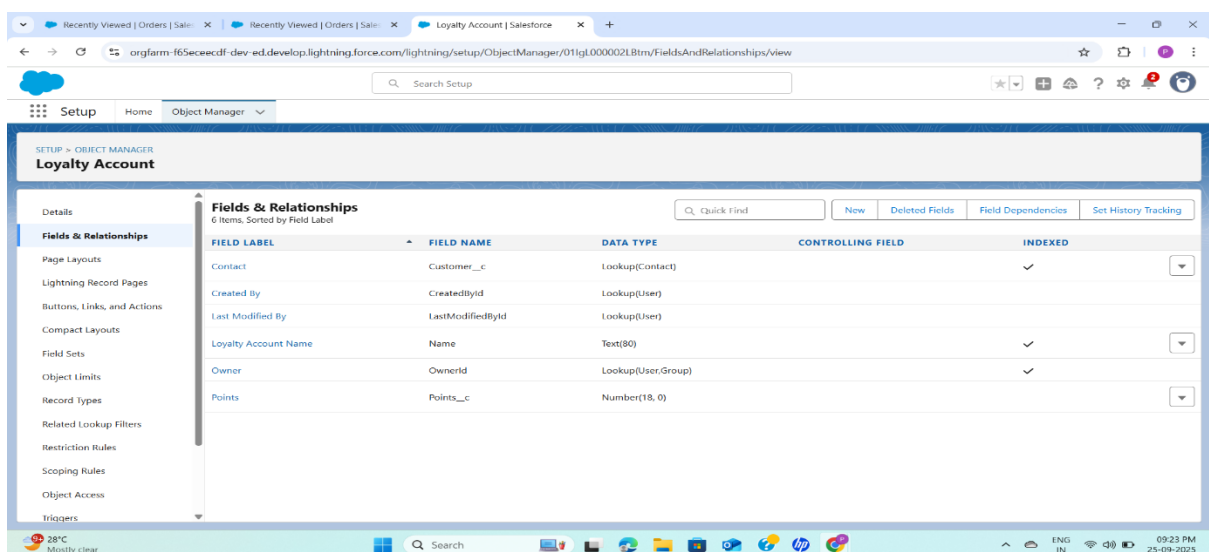 Recently Viewed | Orders | Sale
Recently Viewed | Orders | Sale
Loyalty Account | Salesforce
orgfarm-f65eceecdf-dev-ed.develop.lightning.force.com/lightning/setup/ObjectManager/01IgL000002LBtm/FieldsAndRelationships/view
P
Search Setup
2
Setup Home Object Manager
SETUP > OBJECT MANAGER
Loyalty Account
Details
Fields & Relationships
Page Layouts
Lightning Record Pages
Buttons, Links, and Actions
Compact Layouts
Field Sets
Object Limits
Record Types
Related Lookup Filters
Restriction Rules
Scoping Rules
Object Access
Triggers
Fields & Relationships
6 Items, Sorted by Field Label
Quick Find
New Deleted Fields Field Dependencies Set History Tracking
FIELD LABEL FIELD NAME DATA TYPE CONTROLLING FIELD INDEXED
Contact Customer__c Lookup(Contact)
Created By CreatedById Lookup(User)
Last Modified By LastModifiedById Lookup(User)
Loyalty Account Name Name Text(80)
Owner OwnerId Lookup(User,Group)
Points Points__c Number(18, 0)
9+
28°C
Mostly clear
Search
hp
P
ENG
IN
09:23 PM
25-09-2025